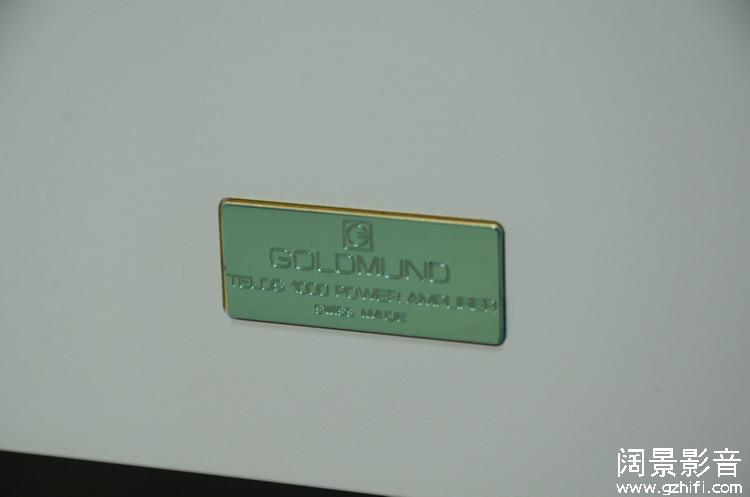 G
GOLDMUND
TELOS 1000 POWER AMPLIFIER
SWISS MADE
阔景影音
www.gzhifi.com